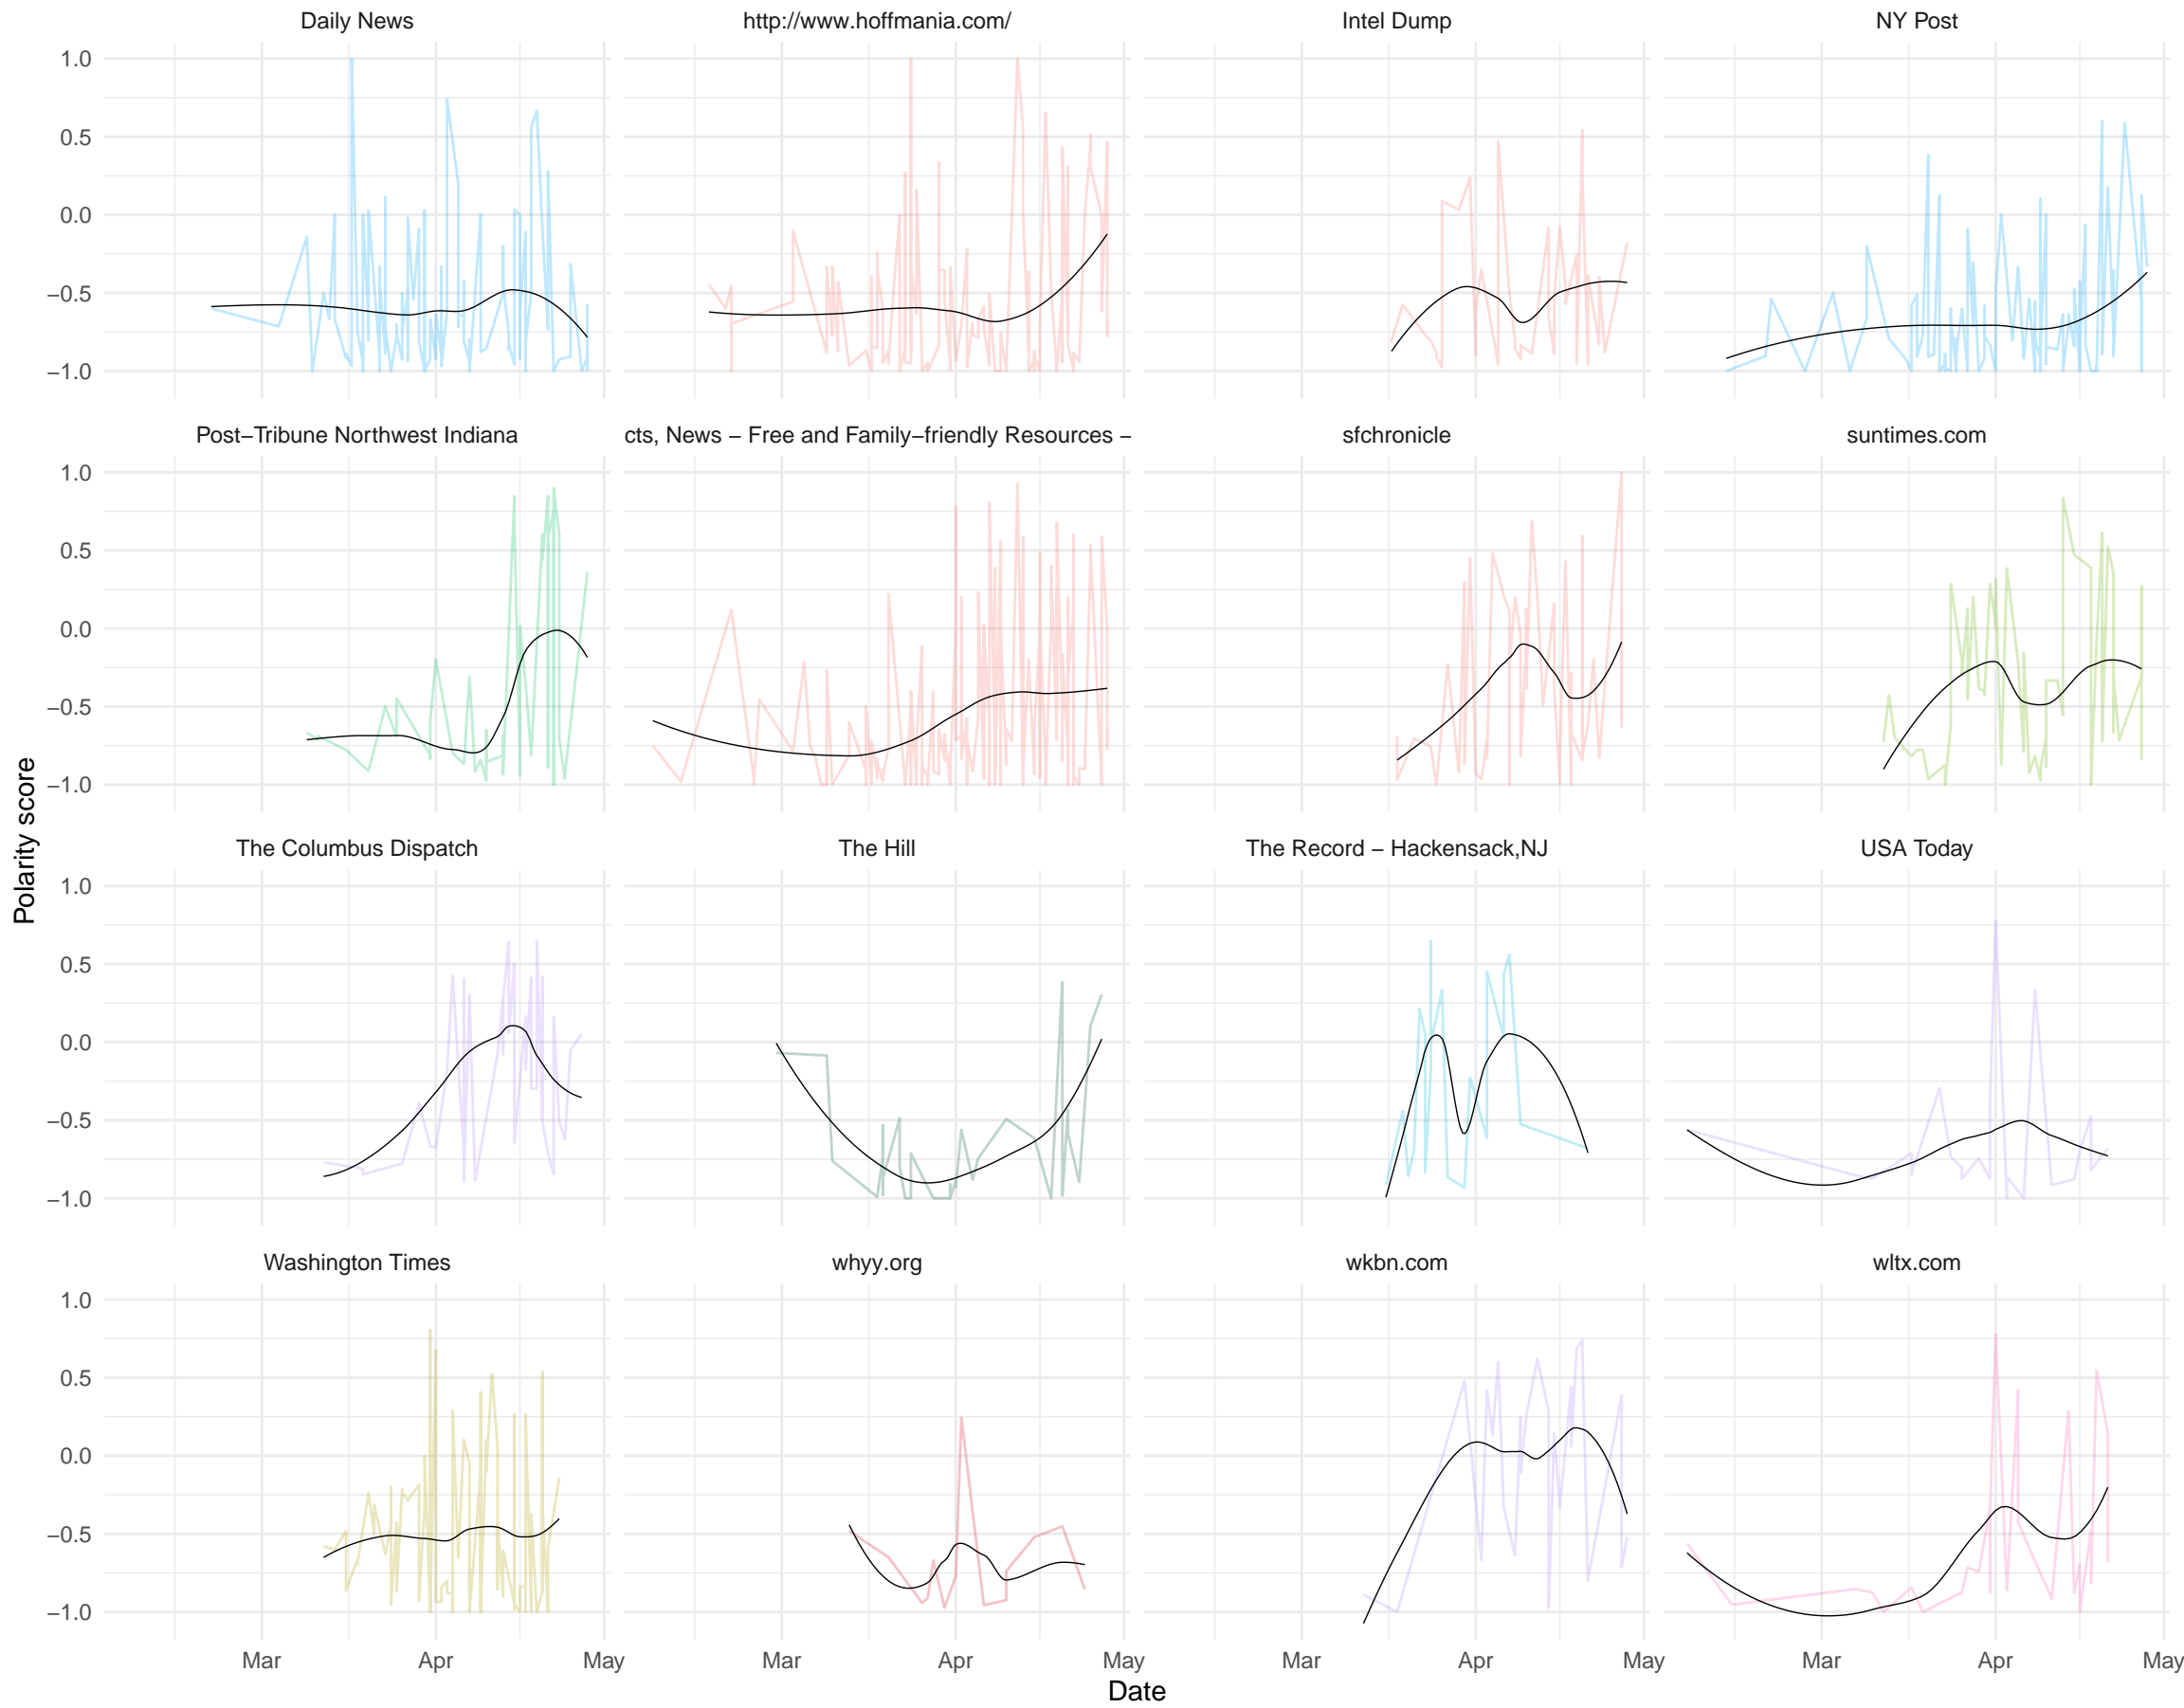 Daily News
http://www.hoffmania.com/
Intel Dump
NY Post
1.0
0.5
0.0
−0.5
−1.0
Post−Tribune Northwest Indiana
cts, News − Free and Family−friendly Resources −
sfchronicle
suntimes.com
1.0
0.5
0.0
−0.5
−1.0
The Columbus Dispatch
The Hill
The Record − Hackensack,NJ
USA Today
1.0
0.5
0.0
−0.5
−1.0
Washington Times
whyy.org
wkbn.com
wltx.com
1.0
0.5
0.0
−0.5
−1.0
Mar Apr May
Mar Apr May
Mar Apr May
Mar Apr May
Date
Polarity score